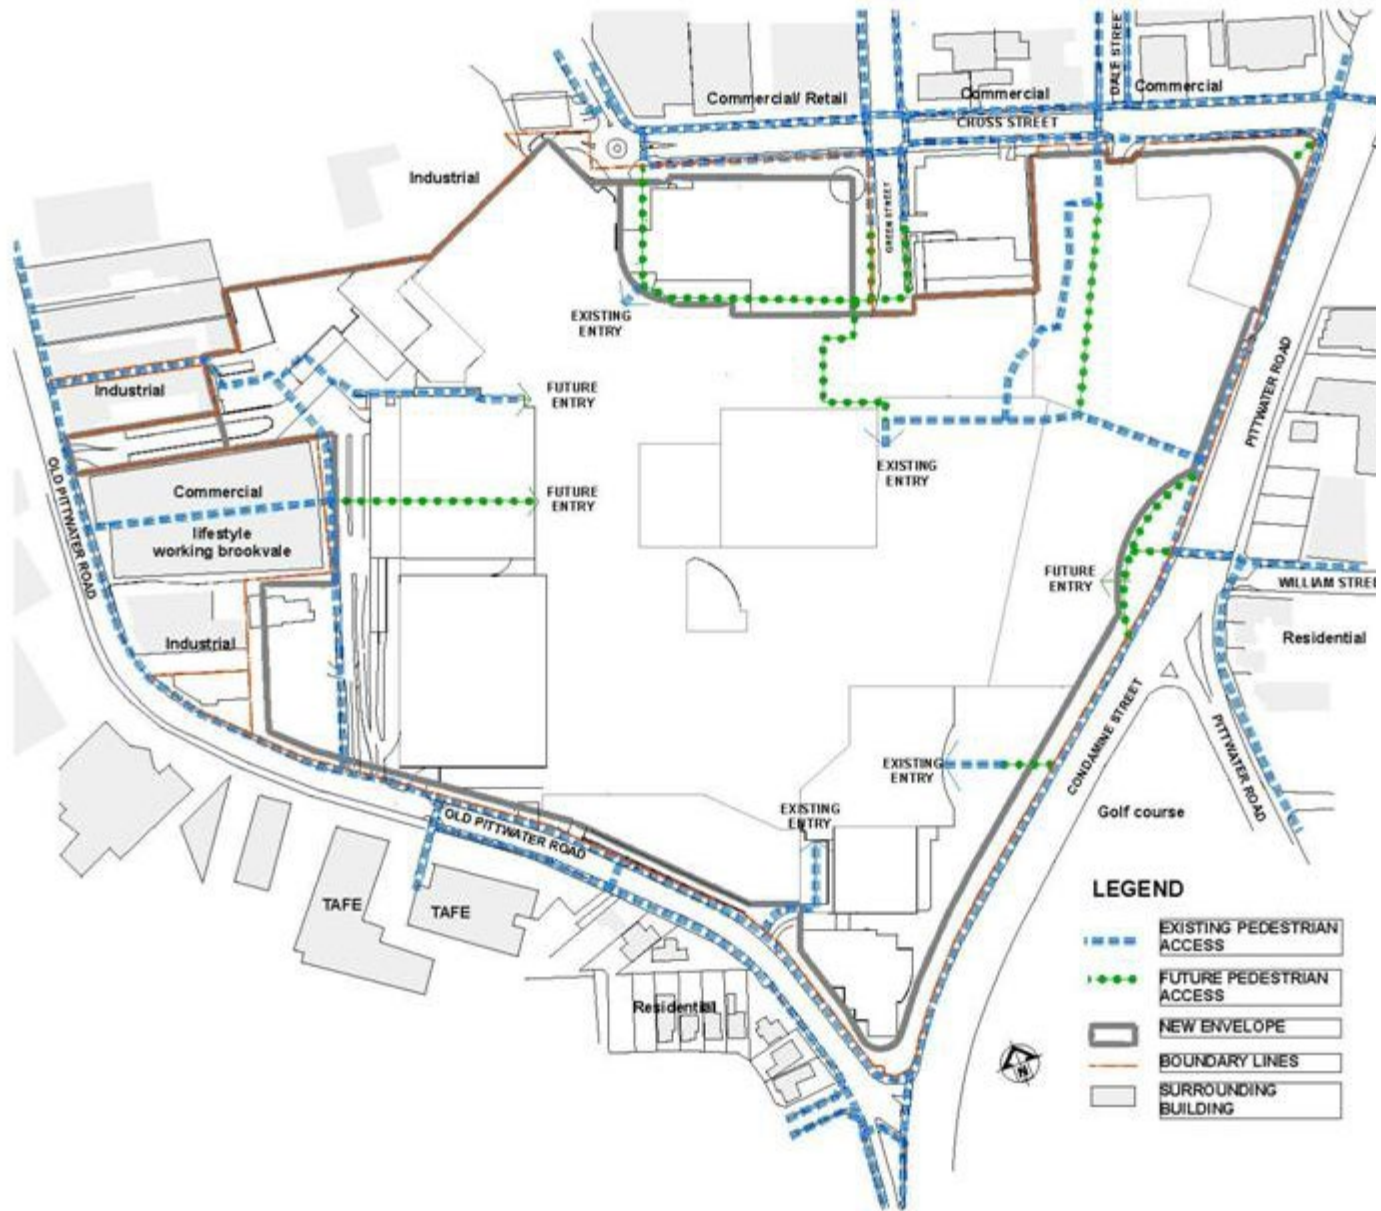 DALE STREE
Commercial/ Retail
Commercial
Commercial
CROSS STREET
Industrial
GREEN STREET
EXISTING
ENTRY
PITTWATER ROAD
Industrial
FUTURE
ENTRY
EXISTING
ENTRY
OLD PITTWATER ROAD
Commercial
lifestyle
working brookvale
FUTURE
ENTRY
FUTURE
ENTRY
WILLIAM STREE
Industrial
Residential
CONDAMINE STREET
PITTWATER ROAD
EXISTING
ENTRY
EXISTING
ENTRY
Golf course
OLD PITTWATER ROAD
TAFE
TAFE
Residential
LEGEND
EXISTING PEDESTRIAN
ACCESS
FUTURE PEDESTRIAN
ACCESS
NEW ENVELOPE
BOUNDARY LINES
SURROUNDING
BUILDING
N